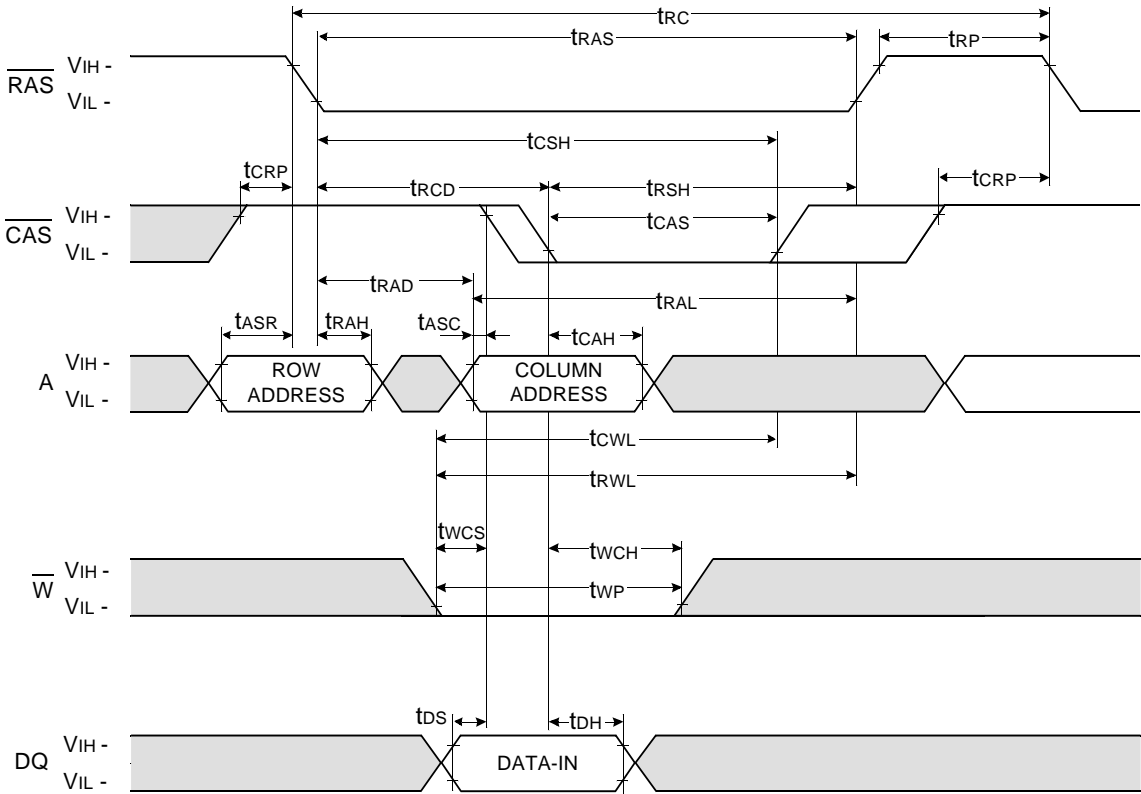 tRC
tRAS
tRP
RAS
VIH -
VIL -
tCSH
tCRP
tRCD
tRSH
tCRP
CAS
VIH -
VIL -
tCAS
tRAD
tRAL
tASR
tRAH
tASC
tCAH
A
VIH -
VIL -
ROW
ADDRESS
COLUMN
ADDRESS
tCWL
tRWL
tWCS
tWCH
W
VIH -
VIL -
tWP
tDS
tDH
DQ
VIH -
VIL -
DATA-IN